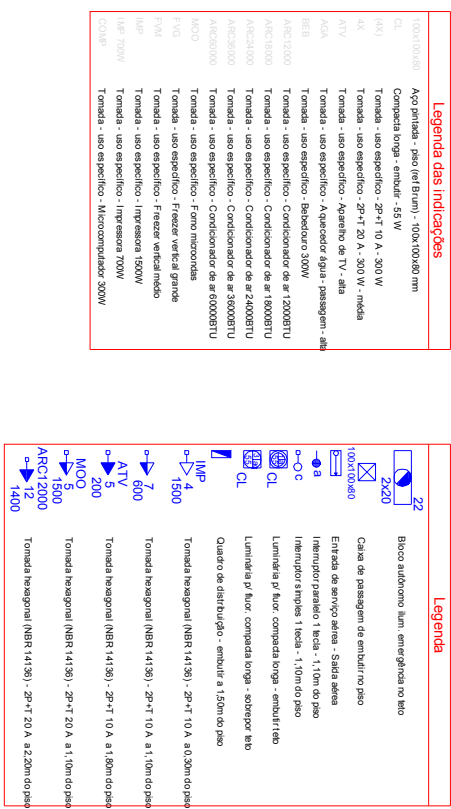 Legenda das indicações
100x100x80 Aço pintada - piso (ref Brum) - 100x100x80 mm
CL Compacta longa - embutir - 55 W
(4X) Tomada - uso específico - 2P+T 10 A - 300 W
4X Tomada - uso específico - 2P+T 20 A - 300 W - média
ATV Tomada - uso específico - Aparelho de TV - alta
AGA Tomada - uso específico - Aquecedor água - passagem - alta
BEB Tomada - uso específico - Bebedouro 300W
ARC12000 Tomada - uso específico - Condicionador de ar 12000BTU
ARC18000 Tomada - uso específico - Condicionador de ar 18000BTU
ARC24000 Tomada - uso específico - Condicionador de ar 24000BTU
ARC36000 Tomada - uso específico - Condicionador de ar 36000BTU
ARC60000 Tomada - uso específico - Condicionador de ar 60000BTU
MOO Tomada - uso específico - Forno microondas
FVG Tomada - uso específico - Freezer vertical grande
FVM Tomada - uso específico - Freezer vertical médio
IMP Tomada - uso específico - Impressora 1500W
IMP 700W Tomada - uso específico - Impressora 700W
COMP Tomada - uso específico - Microcomputador 300W
Legenda
22
2x20 Bloco autônomo ilum. emergência no teto
100x100x80 Caixa de passagem de embutir no piso
Entrada de serviço aérea - Saída aérea
a Interruptor paralelo 1 tecla - 1,10m do piso
c Interruptor simples 1 tecla - 1,10m do piso
CL Luminária p/ fluor. compacta longa - embutir teto
CL Luminária p/ fluor. compacta longa - sobrepor teto
Quadro de distribuição - embutir a 1,50m do piso
IMP 4
1500 Tomada hexagonal (NBR 14136) - 2P+T 10 A a 0,30m do piso
7
600 Tomada hexagonal (NBR 14136) - 2P+T 10 A a 1,10m do piso
ATV 5
200 Tomada hexagonal (NBR 14136) - 2P+T 10 A a 1,80m do piso
MOO 5
1500 Tomada hexagonal (NBR 14136) - 2P+T 20 A a 1,10m do piso
ARC12000 12
1400 Tomada hexagonal (NBR 14136) - 2P+T 20 A a 2,20m do piso